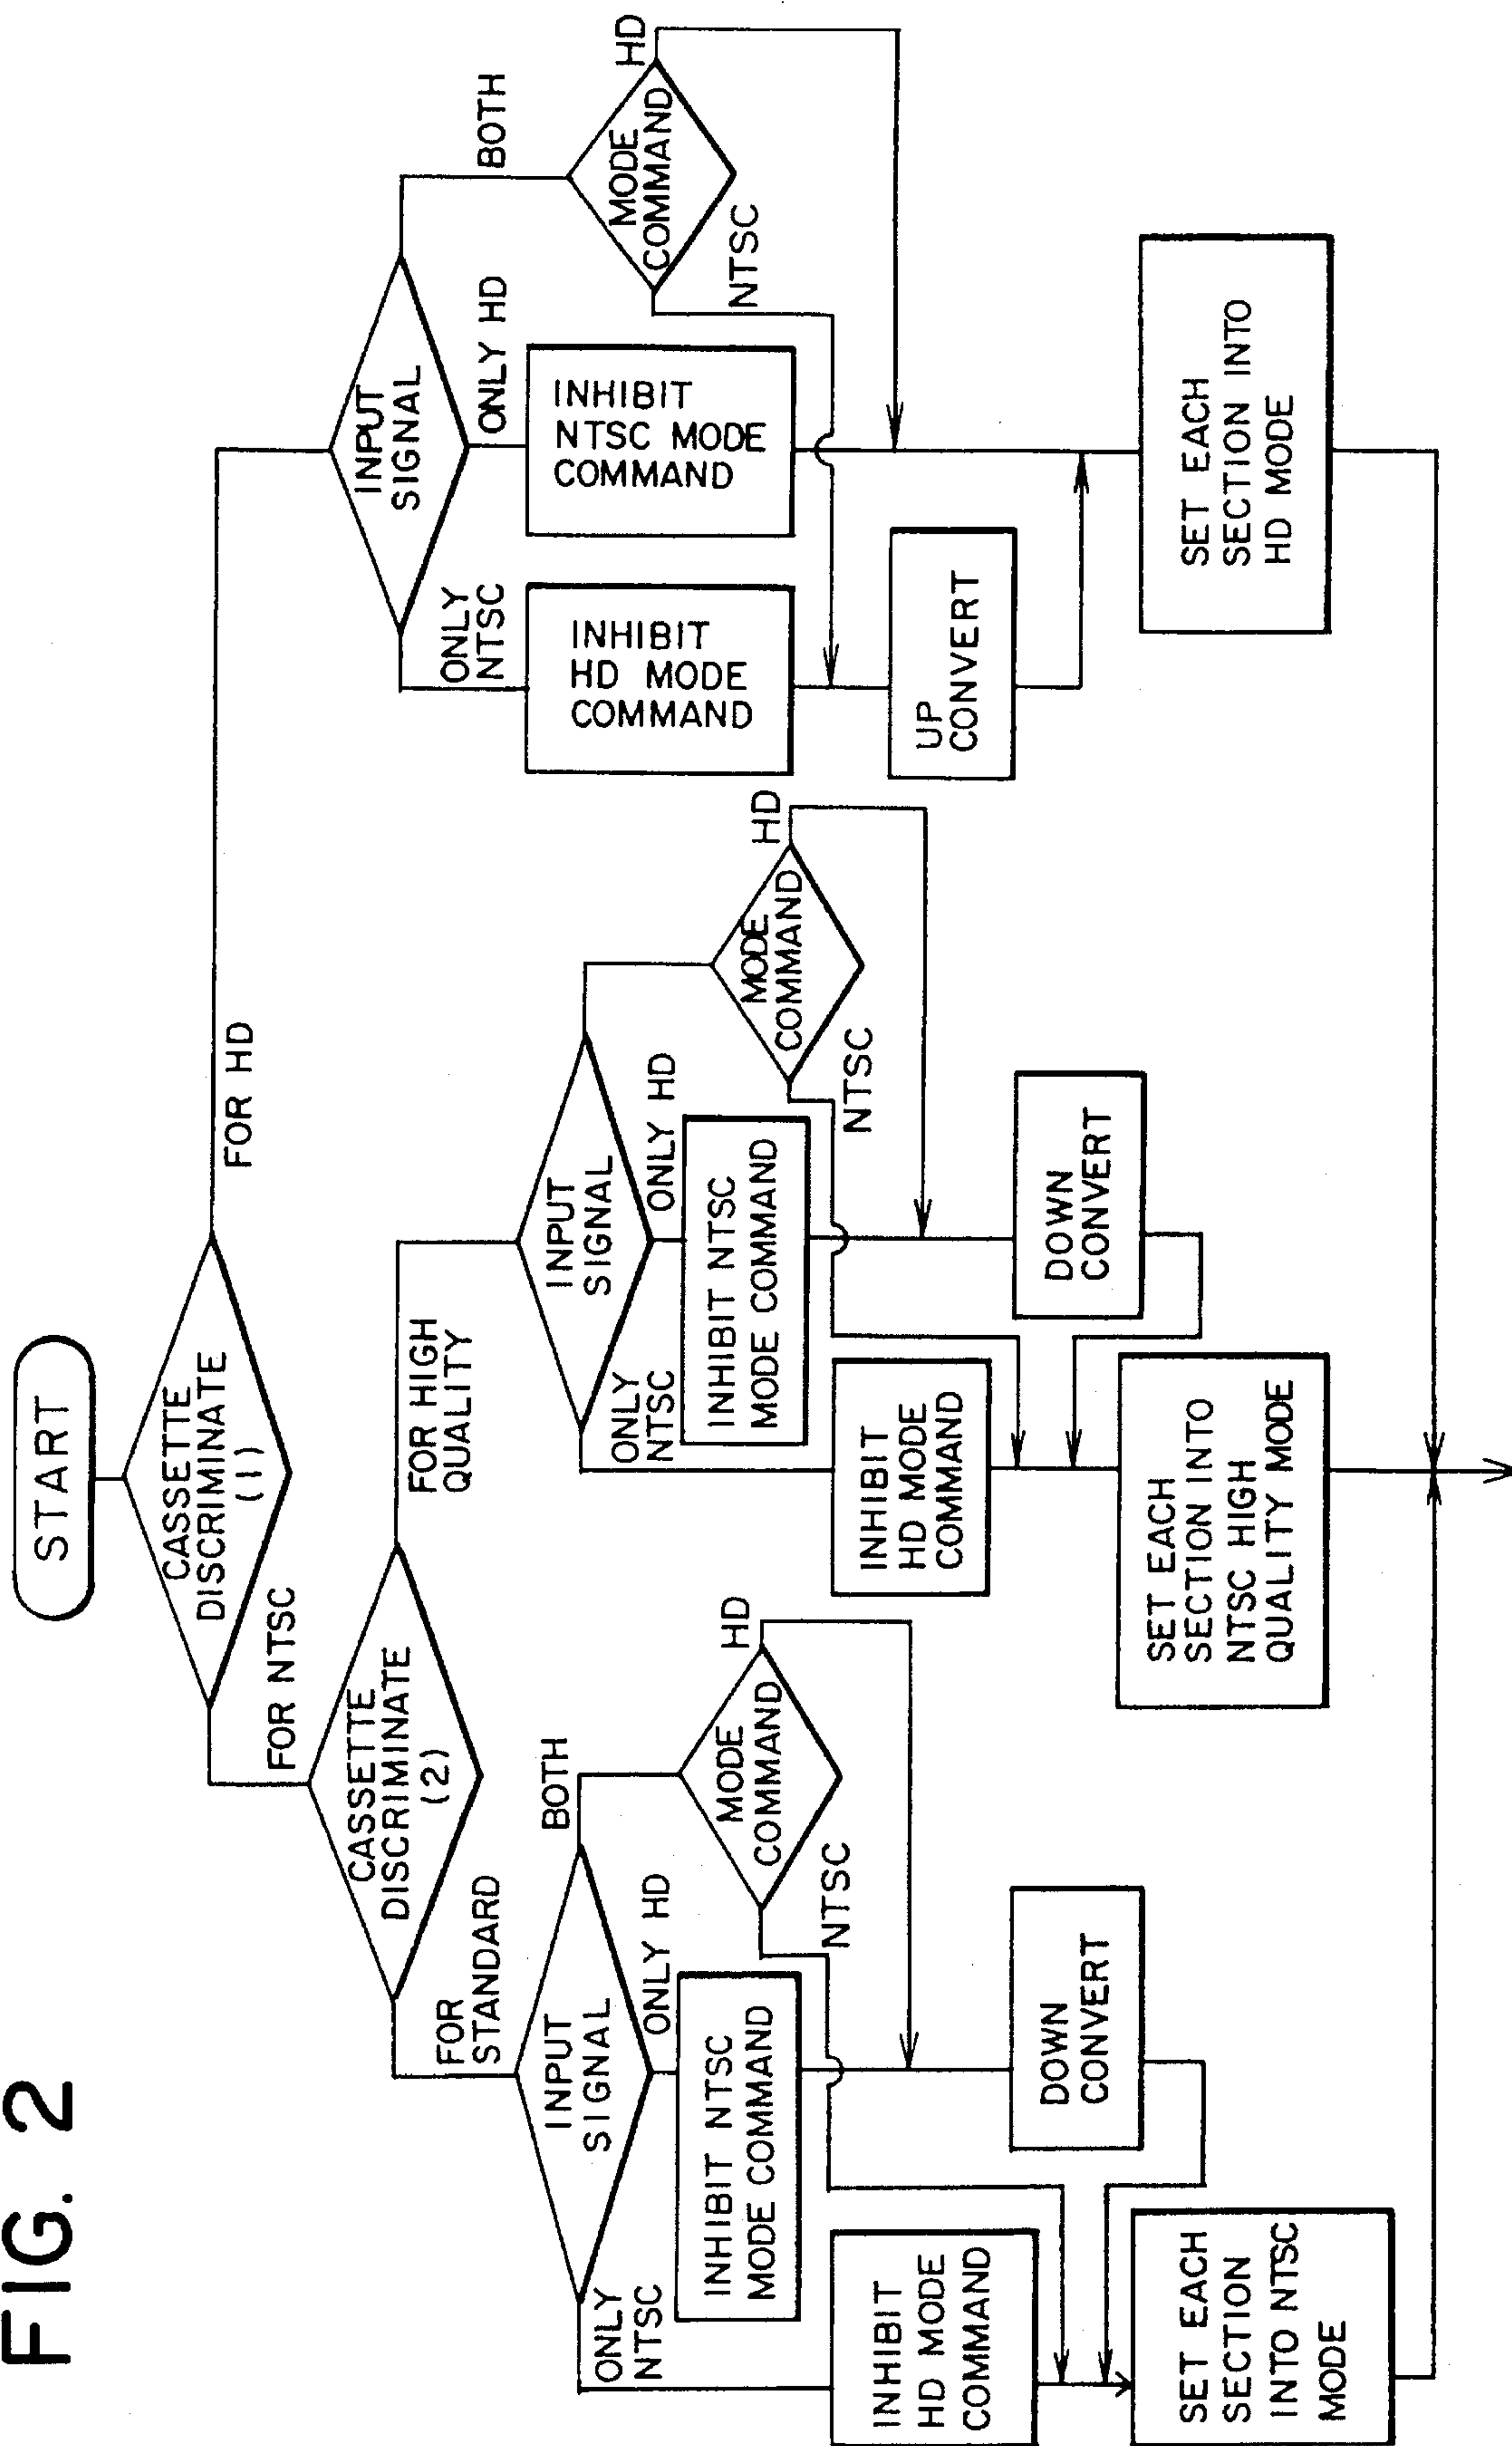 FIG. 2
START
CASSETTE
DISCRIMINATE
(1)
FOR NTSC
FOR HD
CASSETTE
DISCRIMINATE
(2)
FOR
STANDARD
FOR HIGH
QUALITY
INPUT
SIGNAL
BOTH
ONLY
NTSC
ONLY HD
INHIBIT NTSC
MODE COMMAND
MODE
COMMAND
HD
NTSC
INHIBIT
HD MODE
COMMAND
DOWN
CONVERT
SET EACH
SECTION
INTO NTSC
MODE
INPUT
SIGNAL
ONLY
NTSC
ONLY HD
INHIBIT NTSC
MODE COMMAND
MODE
COMMAND
HD
NTSC
INHIBIT
HD MODE
COMMAND
DOWN
CONVERT
SET EACH
SECTION INTO
NTSC HIGH
QUALITY MODE
INPUT
SIGNAL
BOTH
ONLY
NTSC
ONLY HD
INHIBIT
HD MODE
COMMAND
INHIBIT
NTSC MODE
COMMAND
MODE
COMMAND
HD
NTSC
UP
CONVERT
SET EACH
SECTION INTO
HD MODE